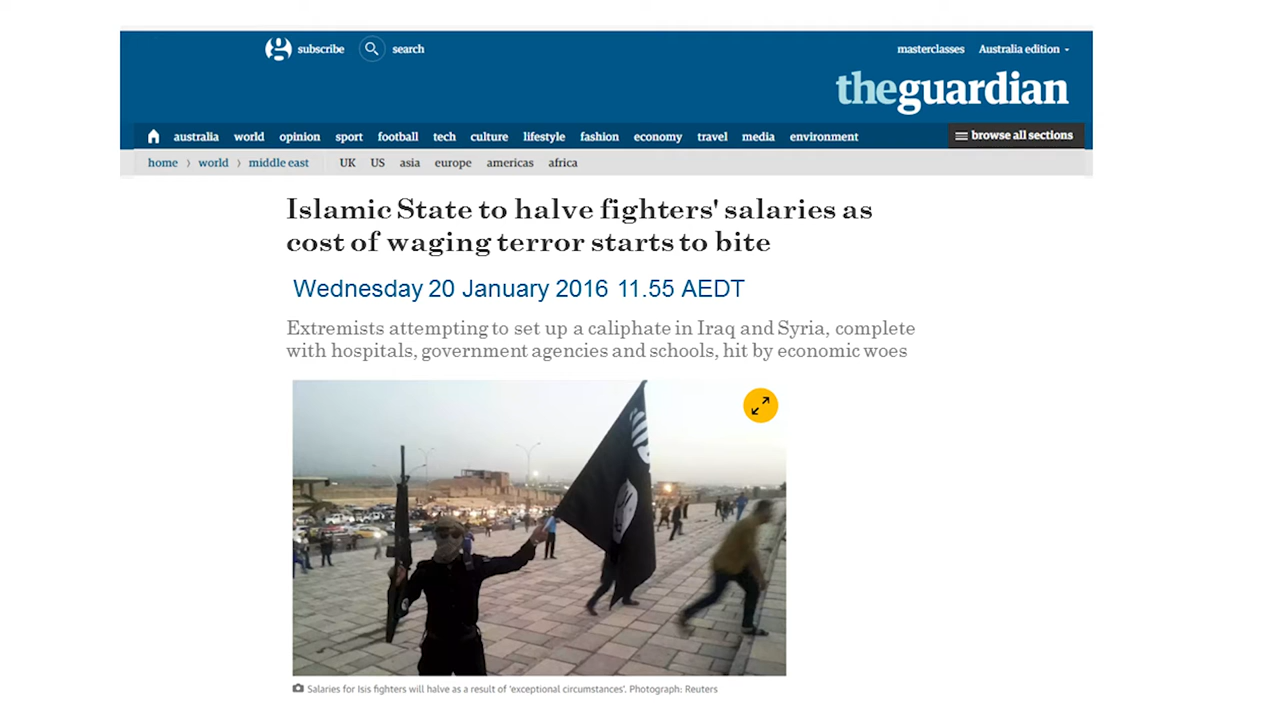 subscribe search masterclasses Australia edition
theguardian
australia world opinion sport football tech culture lifestyle fashion economy travel media environment browse all sections
home › world › middle east UK US asia europe americas africa
Islamic State to halve fighters' salaries as
cost of waging terror starts to bite
Wednesday 20 January 2016 11.55 AEDT
Extremists attempting to set up a caliphate in Iraq and Syria, complete
with hospitals, government agencies and schools, hit by economic woes
Salaries for Isis fighters will halve as a result of 'exceptional circumstances'. Photograph: Reuters